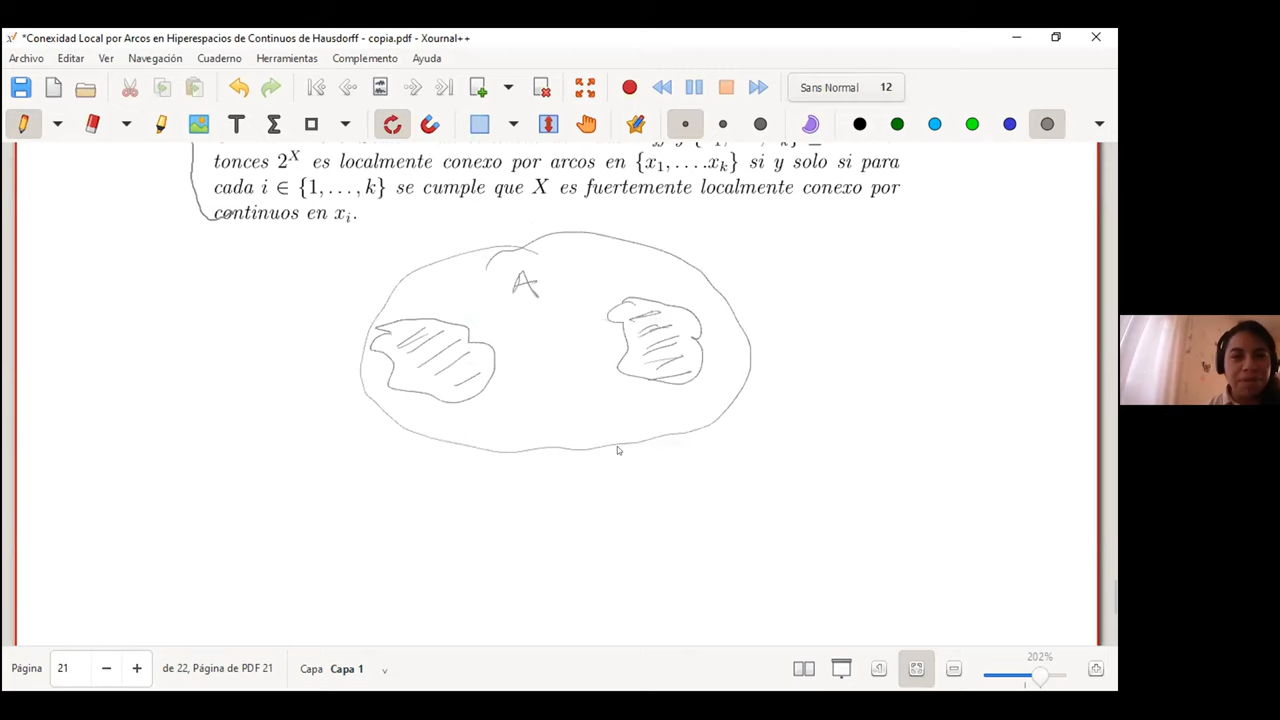 *Conexidad Local por Arcos en Hiperespacios de Continuos de Hausdorff - copia.pdf - Xournal++
Archivo Editar Ver Navegación Cuaderno Herramientas Complemento Ayuda
Sans Normal 12
tonces 2^X es localmente conexo por arcos en {x_1, ....x_k} si y solo si para
cada i ∈ {1, . . . , k} se cumple que X es fuertemente localmente conexo por
continuos en x_i.
A
Página 21 de 22, Página de PDF 21 Capa Capa 1 202%